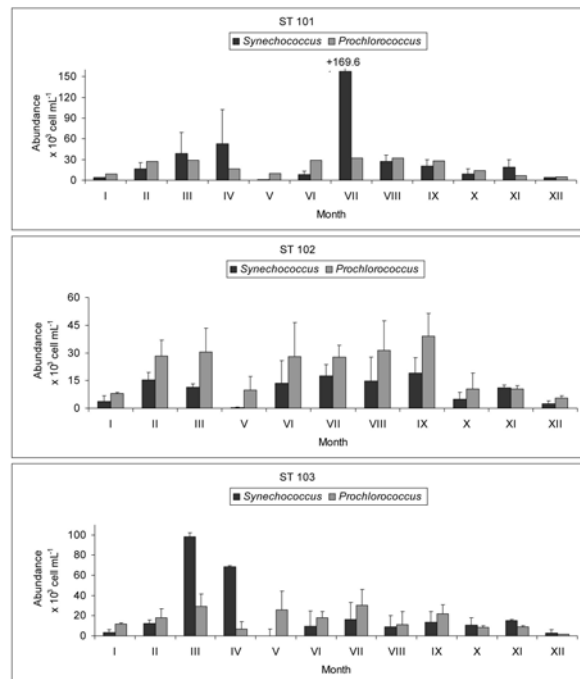 ST 101
Synechococcus Prochlorococcus
+169.6
Abundance
x 10³ cell mL⁻¹
150
120
90
60
30
0
I II III IV V VI VII VIII IX X XI XII
Month
ST 102
Synechococcus Prochlorococcus
Abundance
x 10³ cell mL⁻¹
60
45
30
15
0
I II III V VI VII VIII IX X XI XII
Month
ST 103
Synechococcus Prochlorococcus
Abundance
x 10³ cell mL⁻¹
100
80
60
40
20
0
I II III IV V VI VII VIII IX X XI XII
Month